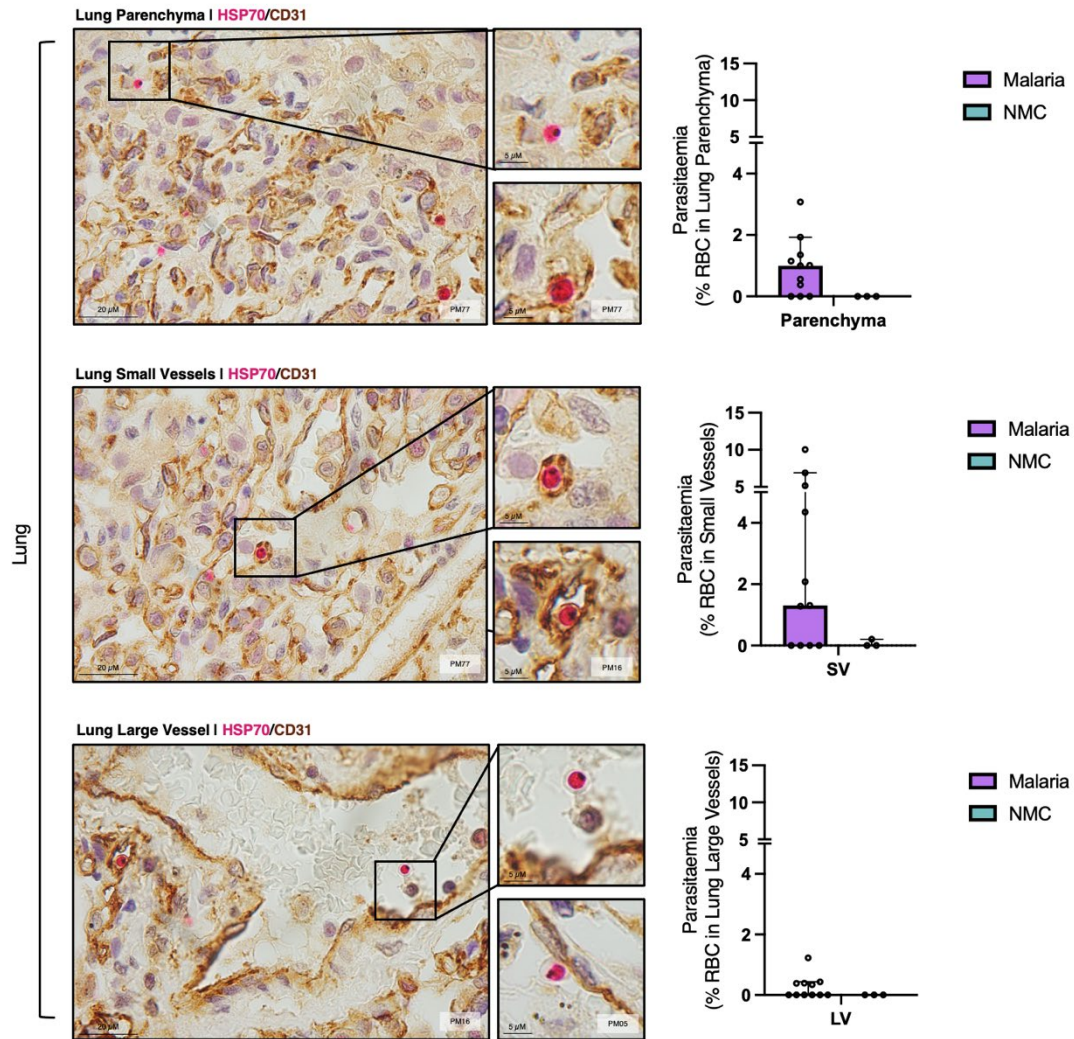 Lung Parenchyma | HSP70/CD31
Lung
20 µM
PM77
5 µM
5 µM
PM77
Parasitaemia
(% RBC in Lung Parenchyma)
15
10
5
4
2
0
Parenchyma
Malaria
NMC
Lung Small Vessels | HSP70/CD31
20 µM
PM77
5 µM
5 µM
PM16
Parasitaemia
(% RBC in Small Vessels)
15
10
5
4
2
0
SV
Malaria
NMC
Lung Large Vessel | HSP70/CD31
20 µM
PM16
5 µM
5 µM
PM05
Parasitaemia
(% RBC in Lung Large Vessels)
15
10
5
4
2
0
LV
Malaria
NMC